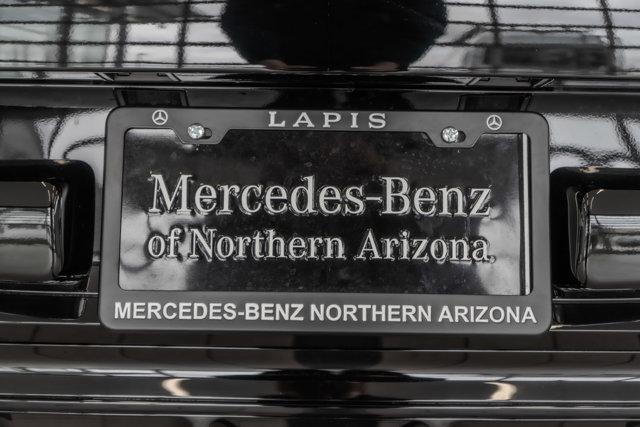 LAPIS
Mercedes-Benz
of Northern Arizona
MERCEDES-BENZ NORTHERN ARIZONA